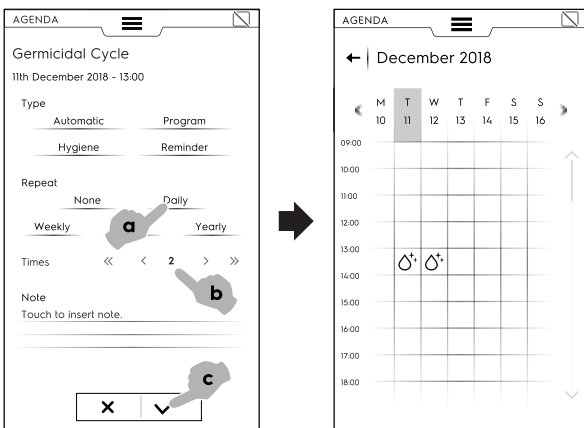 AGENDA
Germicidal Cycle
11th December 2018 - 13:00
Type
Automatic Program
Hygiene Reminder
Repeat
None Daily
Weekly a Yearly
Times « < 2 > »
b
Note
Touch to insert note.
c
AGENDA
December 2018
M T W T F S S
10 11 12 13 14 15 16
09:00
10:00
11:00
12:00
13:00
14:00
15:00
16:00
17:00
18:00